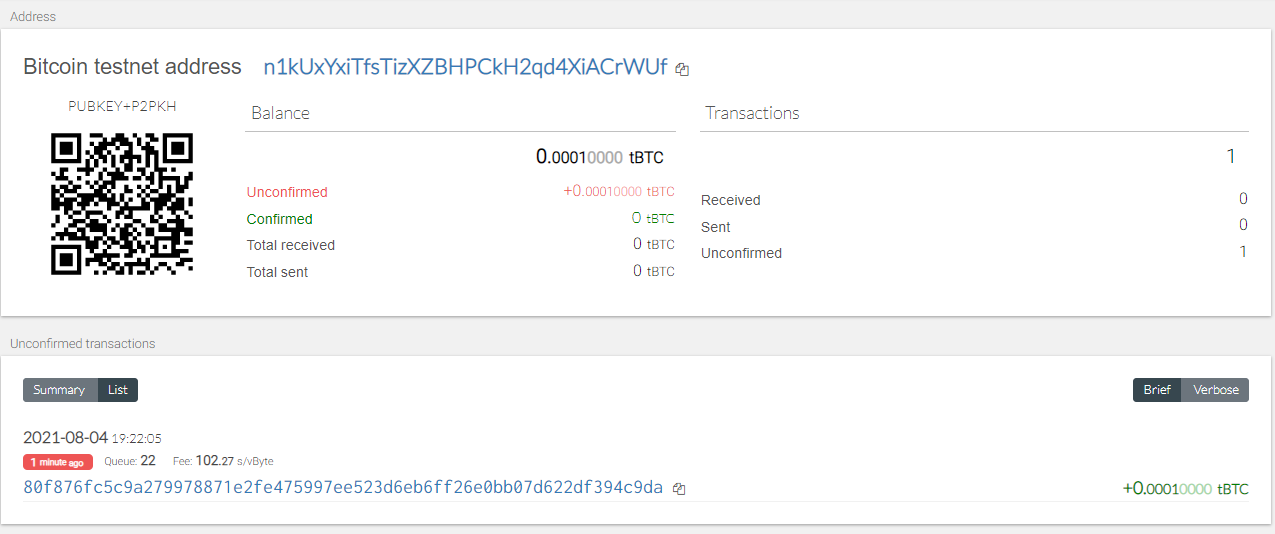 Address
Bitcoin testnet address n1kUxYxiTfsTizXZBHPCkH2qd4XiACrWUf
PUBKEY+P2PKH
Balance
0.00010000 tBTC
Unconfirmed +0.00010000 tBTC
Confirmed 0 tBTC
Total received 0 tBTC
Total sent 0 tBTC
Transactions
1
Received 0
Sent 0
Unconfirmed 1
Unconfirmed transactions
Summary List Brief Verbose
2021-08-04 19:22:05
1 minute ago Queue: 22 Fee: 102.27 s/vByte
80f876fc5c9a279978871e2fe475997ee523d6eb6ff26e0bb07d622df394c9da +0.00010000 tBTC